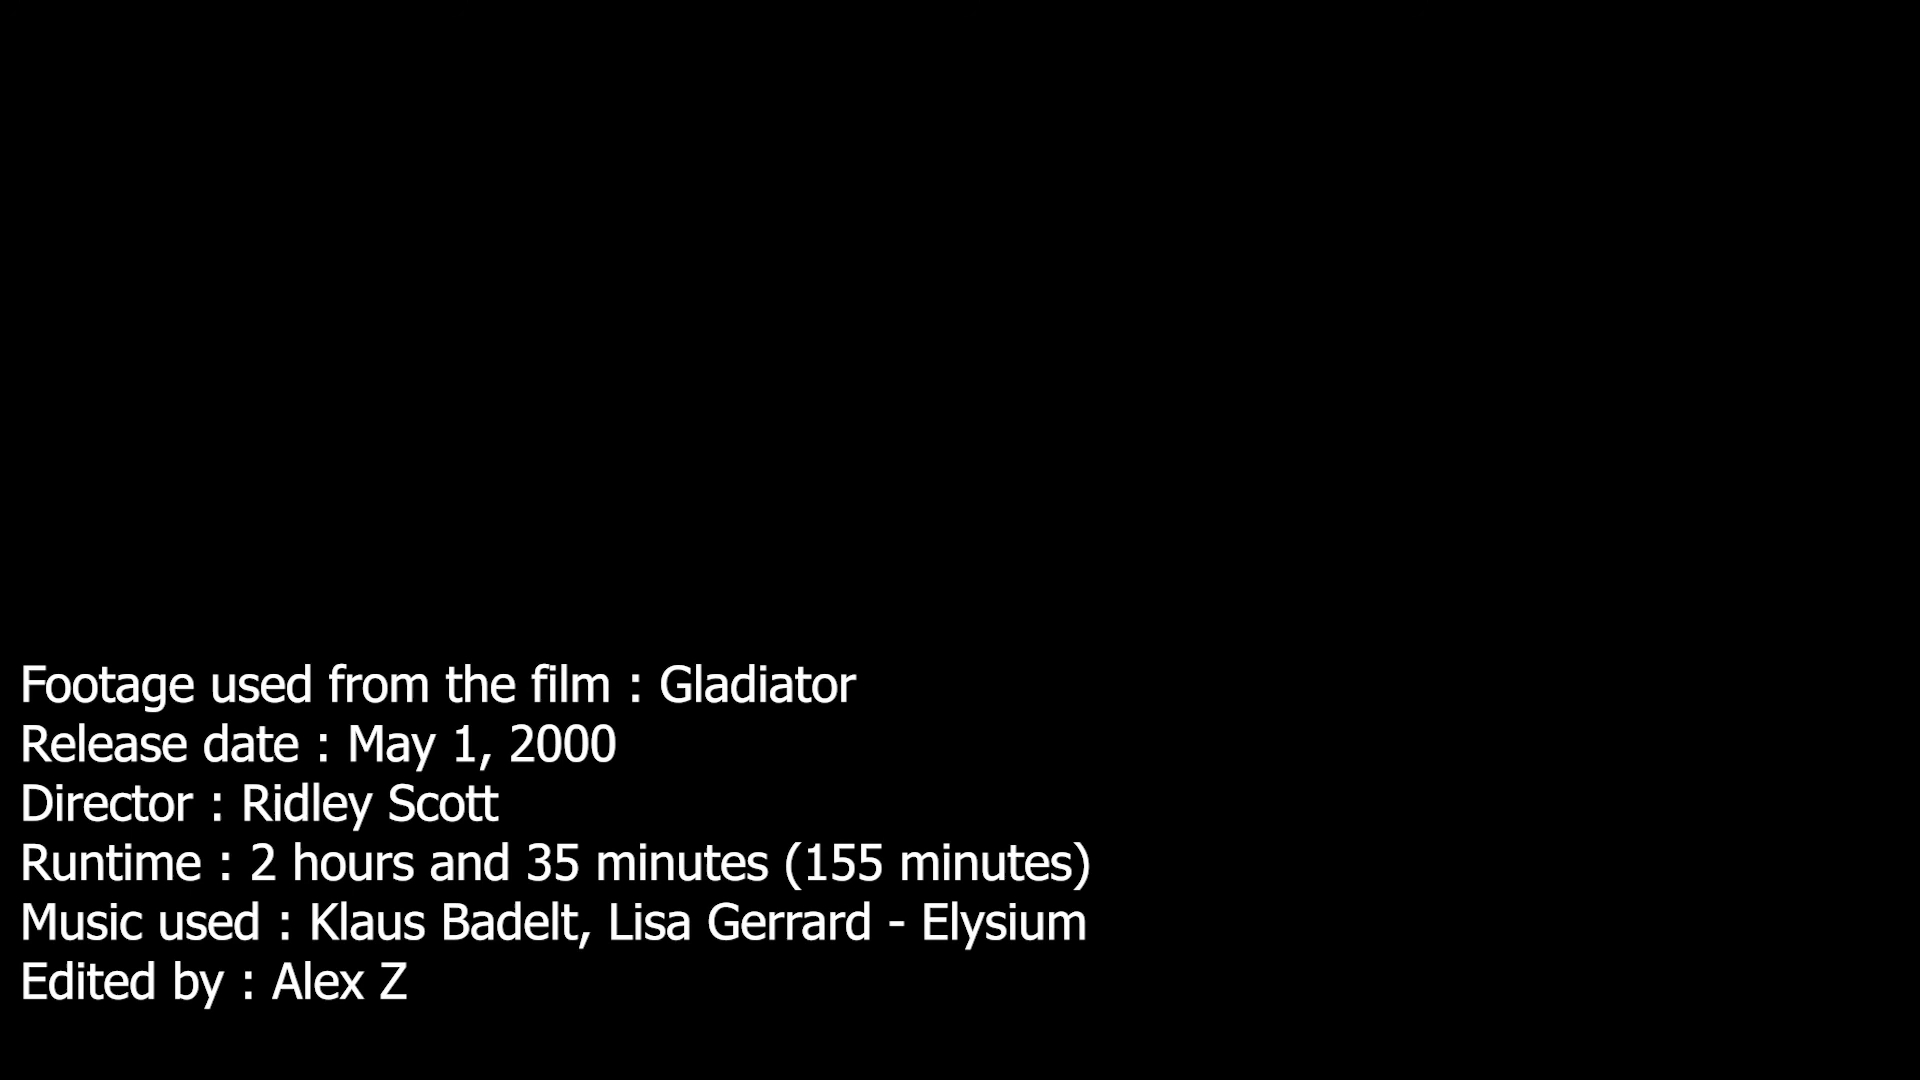 Footage used from the film : Gladiator
Release date : May 1, 2000
Director : Ridley Scott
Runtime : 2 hours and 35 minutes (155 minutes)
Music used : Klaus Badelt, Lisa Gerrard - Elysium
Edited by : Alex Z